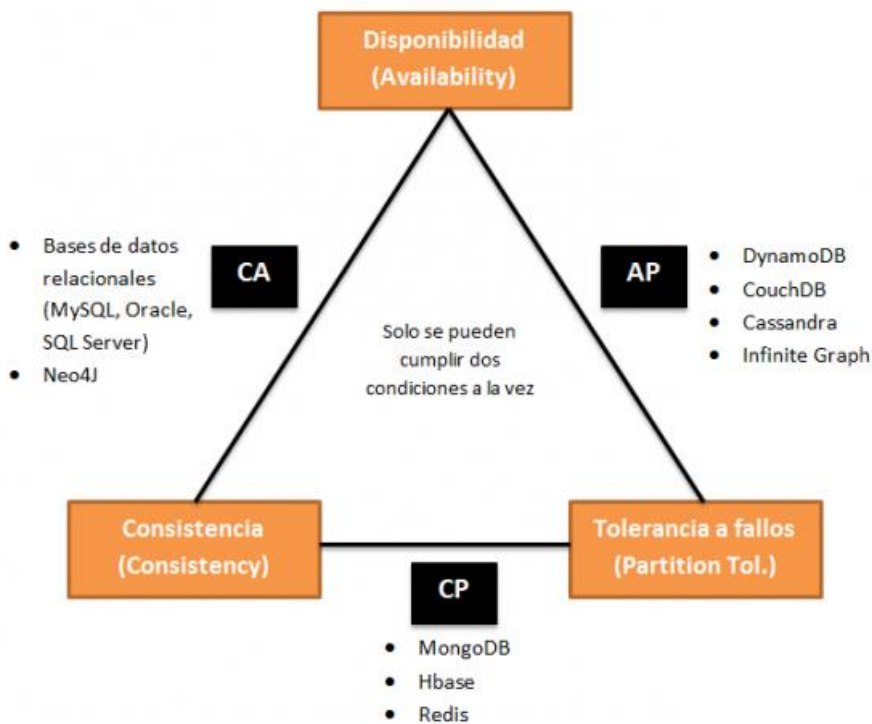 Disponibilidad
(Availability)
• Bases de datos
relacionales
(MySQL, Oracle,
SQL Server)
• Neo4J
CA
AP
• DynamoDB
• CouchDB
• Cassandra
• Infinite Graph
Solo se pueden
cumplir dos
condiciones a la vez
Consistencia
(Consistency)
Tolerancia a fallos
(Partition Tol.)
CP
• MongoDB
• Hbase
• Redis